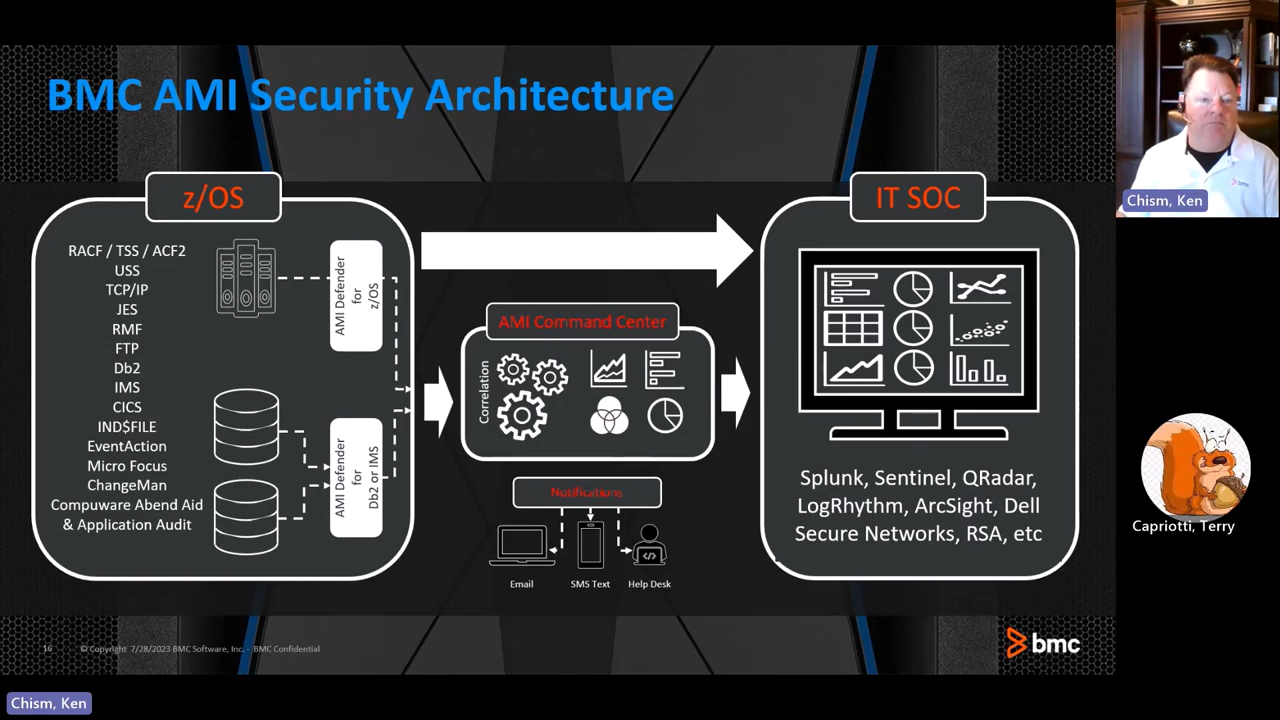 BMC AMI Security Architecture
z/OS
RACF / TSS / ACF2
USS
TCP/IP
JES
RMF
FTP
Db2
IMS
CICS
IND$FILE
EventAction
Micro Focus
ChangeMan
Compuware Abend Aid
& Application Audit
AMI Defender
for
z/OS
AMI Defender
for
Db2 or IMS
AMI Command Center
Correlation
Notifications
Email
SMS Text
Help Desk
IT SOC
Splunk, Sentinel, QRadar,
LogRhythm, ArcSight, Dell
Secure Networks, RSA, etc
16
© Copyright 7/28/2023 BMC Software, Inc. - BMC Confidential
bmc
bmc
Chism, Ken
Capriotti, Terry
Chism, Ken